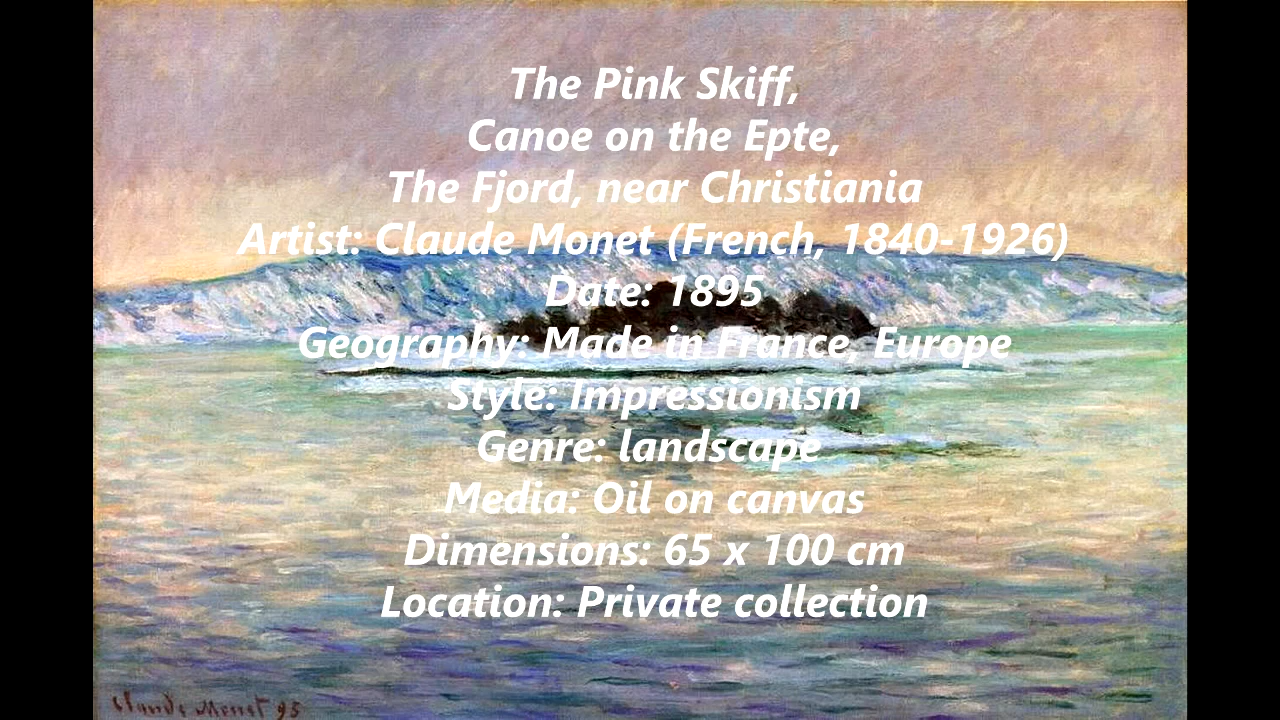 The Pink Skiff,
Canoe on the Epte,
The Fjord, near Christiania
Artist: Claude Monet (French, 1840-1926)
Date: 1895
Geography: Made in France, Europe
Style: Impressionism
Genre: landscape
Media: Oil on canvas
Dimensions: 65 x 100 cm
Location: Private collection
Claude Monet 95